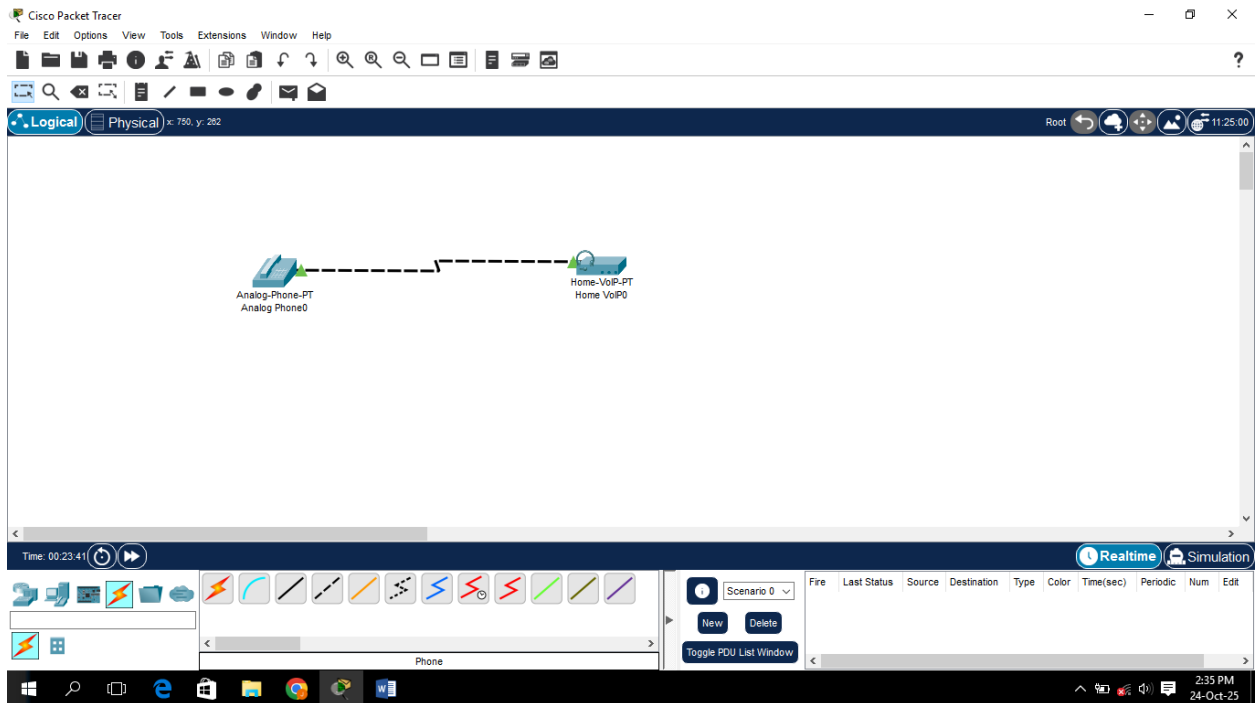 Cisco Packet Tracer
File Edit Options View Tools Extensions Window Help
?
Logical Physical x: 750, y: 262 Root 11:25:00
Analog-Phone-PT
Analog Phone0
Home-VoIP-PT
Home VoIP0
Time: 00:23:41 Realtime Simulation
Scenario 0
New Delete
Toggle PDU List Window
Fire Last Status Source Destination Type Color Time(sec) Periodic Num Edit
Phone
2:35 PM
24-Oct-25